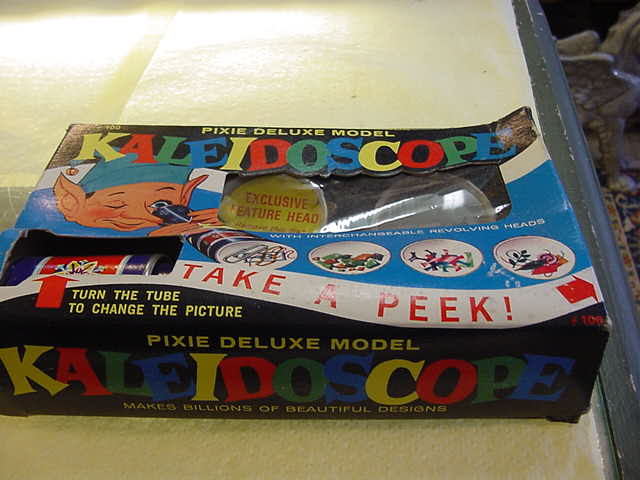 # 100
PIXIE DELUXE MODEL
KALEIDOSCOPE
EXCLUSIVE
FEATURE HEAD
WITH INTERCHANGEABLE REVOLVING HEADS
TAKE A PEEK!
TURN THE TUBE
TO CHANGE THE PICTURE
# 100
PIXIE DELUXE MODEL
KALEIDOSCOPE
MAKES BILLIONS OF BEAUTIFUL DESIGNS